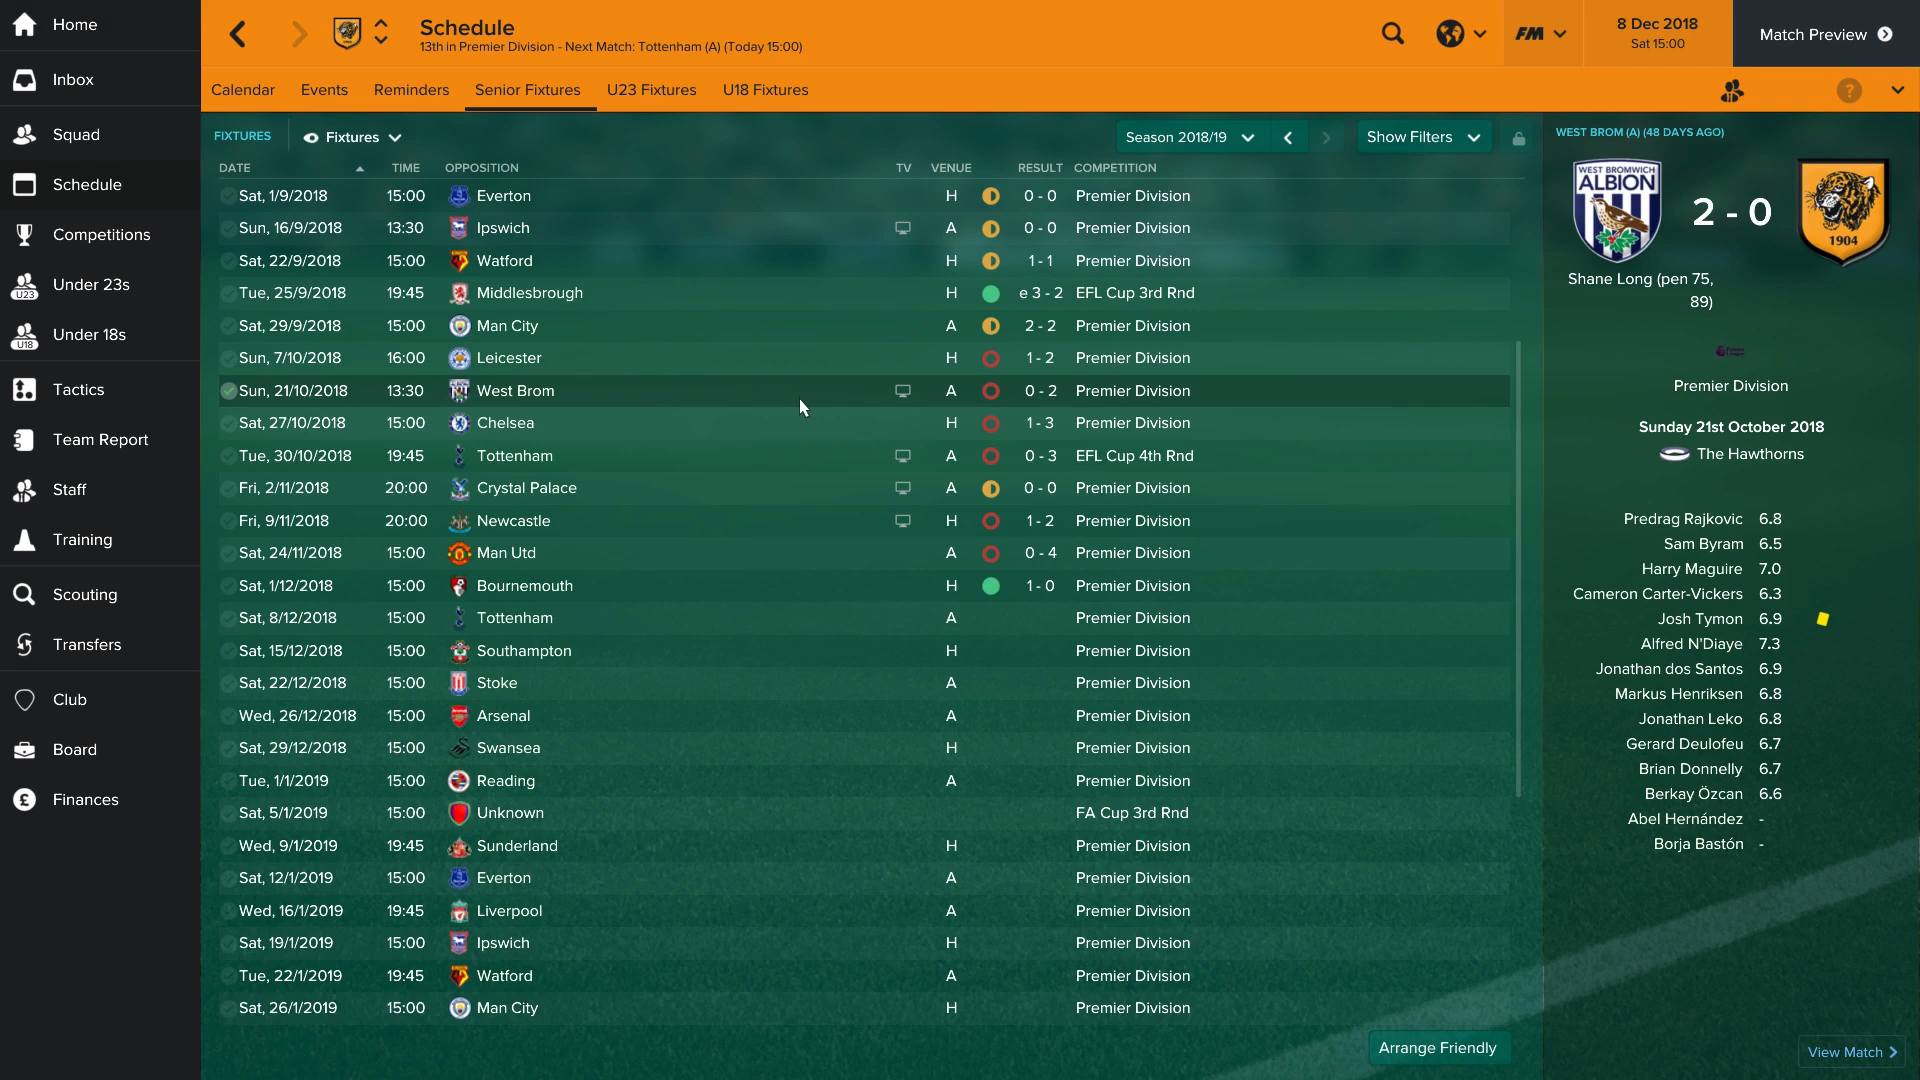 Home
Inbox
Squad
Schedule
Competitions
U23 Under 23s
U18 Under 18s
Tactics
Team Report
Staff
Training
Scouting
Transfers
Club
Board
£ Finances
Schedule
13th in Premier Division - Next Match: Tottenham (A) (Today 15:00)
FM
8 Dec 2018
Sat 15:00
Match Preview
Calendar Events Reminders Senior Fixtures U23 Fixtures U18 Fixtures ?
FIXTURES Fixtures Season 2018/19 Show Filters
DATE TIME OPPOSITION TV VENUE RESULT COMPETITION
Sat, 1/9/2018 15:00 Everton H 0 - 0 Premier Division
Sun, 16/9/2018 13:30 Ipswich A 0 - 0 Premier Division
Sat, 22/9/2018 15:00 Watford H 1 - 1 Premier Division
Tue, 25/9/2018 19:45 Middlesbrough H e 3 - 2 EFL Cup 3rd Rnd
Sat, 29/9/2018 15:00 Man City A 2 - 2 Premier Division
Sun, 7/10/2018 16:00 Leicester H 1 - 2 Premier Division
Sun, 21/10/2018 13:30 West Brom A 0 - 2 Premier Division
Sat, 27/10/2018 15:00 Chelsea H 1 - 3 Premier Division
Tue, 30/10/2018 19:45 Tottenham A 0 - 3 EFL Cup 4th Rnd
Fri, 2/11/2018 20:00 Crystal Palace A 0 - 0 Premier Division
Fri, 9/11/2018 20:00 Newcastle H 1 - 2 Premier Division
Sat, 24/11/2018 15:00 Man Utd A 0 - 4 Premier Division
Sat, 1/12/2018 15:00 Bournemouth H 1 - 0 Premier Division
Sat, 8/12/2018 15:00 Tottenham A Premier Division
Sat, 15/12/2018 15:00 Southampton H Premier Division
Sat, 22/12/2018 15:00 Stoke A Premier Division
Wed, 26/12/2018 15:00 Arsenal A Premier Division
Sat, 29/12/2018 15:00 Swansea H Premier Division
Tue, 1/1/2019 15:00 Reading A Premier Division
Sat, 5/1/2019 15:00 Unknown FA Cup 3rd Rnd
Wed, 9/1/2019 19:45 Sunderland H Premier Division
Sat, 12/1/2019 15:00 Everton A Premier Division
Wed, 16/1/2019 19:45 Liverpool A Premier Division
Sat, 19/1/2019 15:00 Ipswich H Premier Division
Tue, 22/1/2019 19:45 Watford A Premier Division
Sat, 26/1/2019 15:00 Man City H Premier Division
Arrange Friendly
WEST BROM (A) (48 DAYS AGO)
WEST BROMWICH
ALBION
2 - 0
1904
Shane Long (pen 75,
89)
Premier Division
Sunday 21st October 2018
The Hawthorns
Predrag Rajkovic 6.8
Sam Byram 6.5
Harry Maguire 7.0
Cameron Carter-Vickers 6.3
Josh Tymon 6.9
Alfred N'Diaye 7.3
Jonathan dos Santos 6.9
Markus Henriksen 6.8
Jonathan Leko 6.8
Gerard Deulofeu 6.7
Brian Donnelly 6.7
Berkay Özcan 6.6
Abel Hernández -
Borja Bastón -
View Match